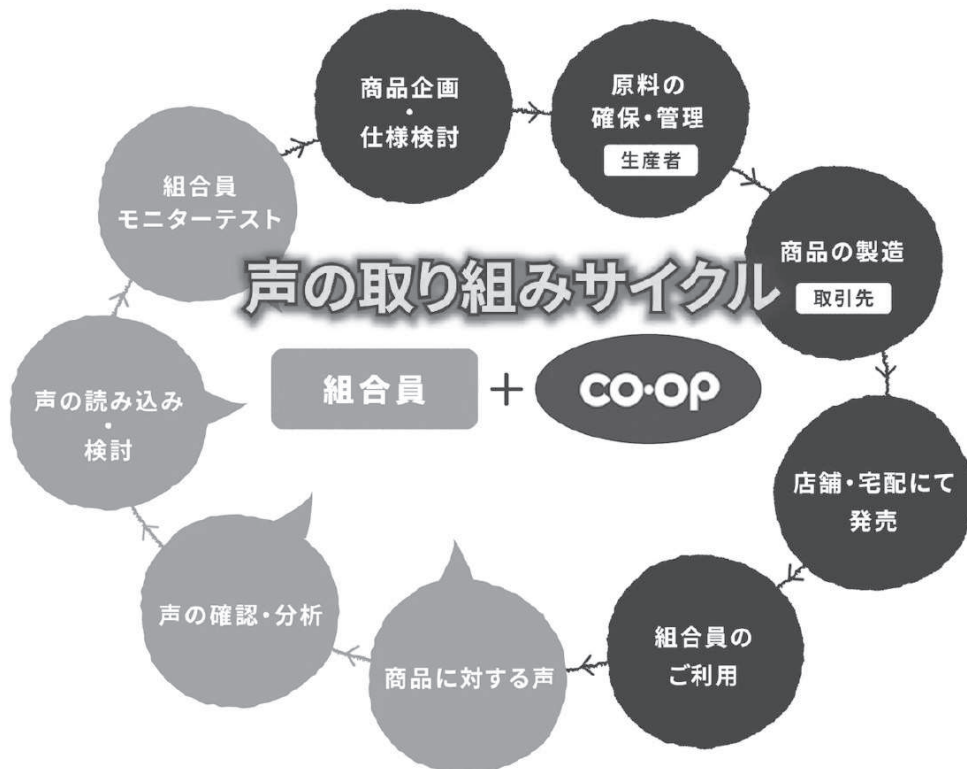 商品企画
・
仕様検討
原料の
確保・管理
生産者
商品の製造
取引先
店舗・宅配にて
発売
組合員の
ご利用
商品に対する声
声の確認・分析
声の読み込み
・
検討
組合員
モニターテスト
声の取り組みサイクル
組合員
+
CO・OP